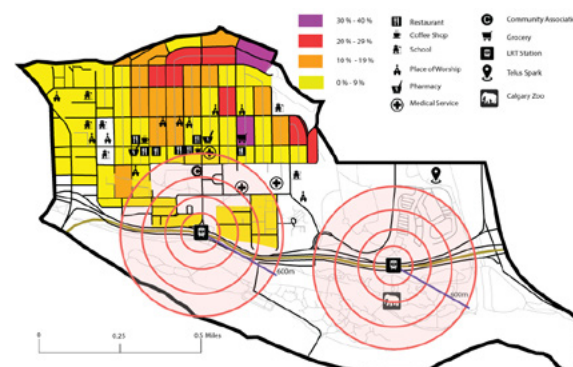 30 % - 40 %
20 % - 29 %
10 % - 19 %
0 % - 9 %
Restaurant
Coffee Shop
School
Place of Worship
Pharmacy
Medical Service
Community Associati
Grocery
LRT Station
Telus Spark
Calgary Zoo
600m
600m
0
0.25
0.5 Miles